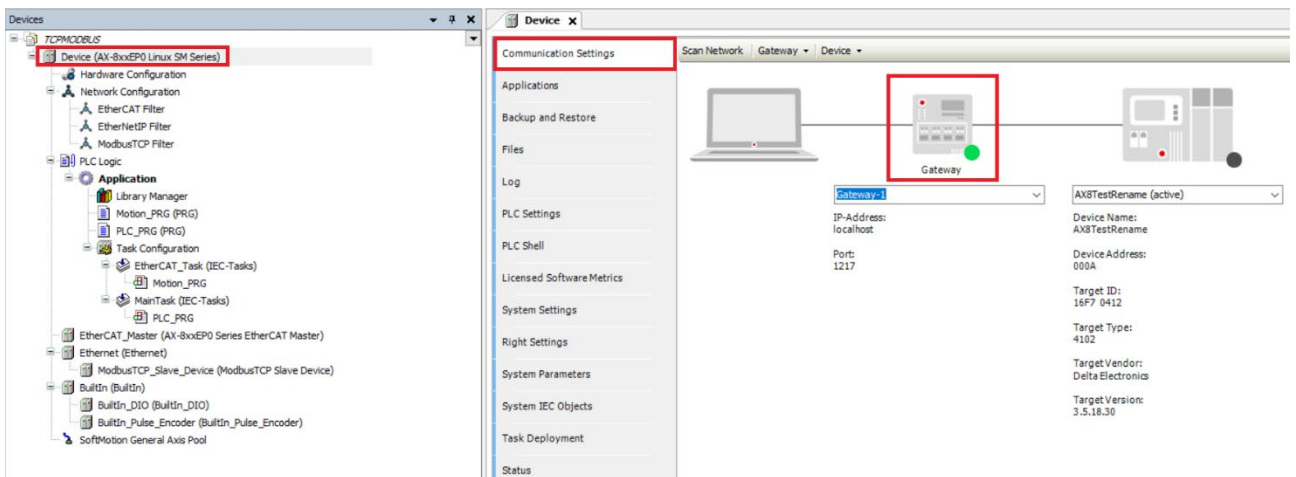 Devices
TCPMODBUS
Device (AX-8xxEP0 Linux SM Series)
Hardware Configuration
Network Configuration
EtherCAT Filter
EtherNetIP Filter
ModbusTCP Filter
PLC Logic
Application
Library Manager
Motion_PRG (PRG)
PLC_PRG (PRG)
Task Configuration
EtherCAT_Task (IEC-Tasks)
Motion_PRG
MainTask (IEC-Tasks)
PLC_PRG
EtherCAT_Master (AX-8xxEP0 Series EtherCAT Master)
Ethernet (Ethernet)
ModbusTCP_Slave_Device (ModbusTCP Slave Device)
BuiltIn (BuiltIn)
BuiltIn_DIO (BuiltIn_DIO)
BuiltIn_Pulse_Encoder (BuiltIn_Pulse_Encoder)
SoftMotion General Axis Pool
Device
Communication Settings
Applications
Backup and Restore
Files
Log
PLC Settings
PLC Shell
Licensed Software Metrics
System Settings
Right Settings
System Parameters
System IEC Objects
Task Deployment
Status
Scan Network Gateway Device
Gateway
Gateway-1
IP-Address:
localhost
Port:
1217
AX8TestRename (active)
Device Name:
AX8TestRename
Device Address:
000A
Target ID:
16F7 0412
Target Type:
4102
Target Vendor:
Delta Electronics
Target Version:
3.5.18.30